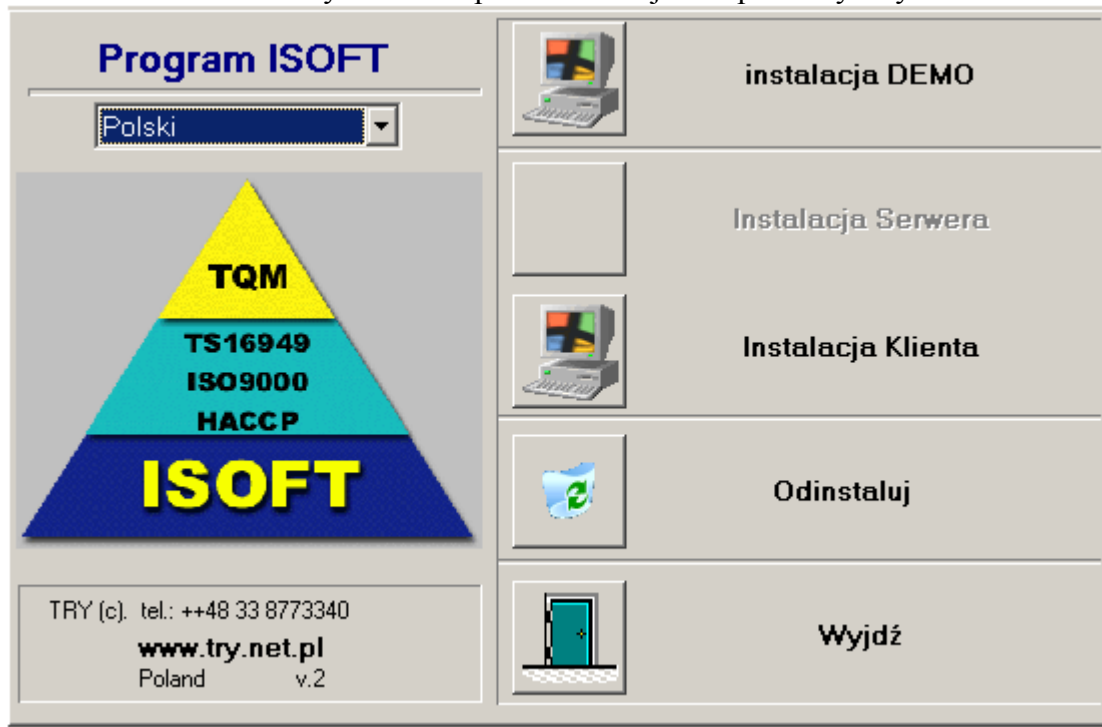 Program ISOFT
Polski
TQM
TS16949
ISO9000
HACCP
ISOFT
TRY (c). tel.: ++48 33 8773340
www.try.net.pl
Poland v.2
instalacja DEMO
Instalacja Serwera
Instalacja Klienta
Odinstaluj
Wyjdź